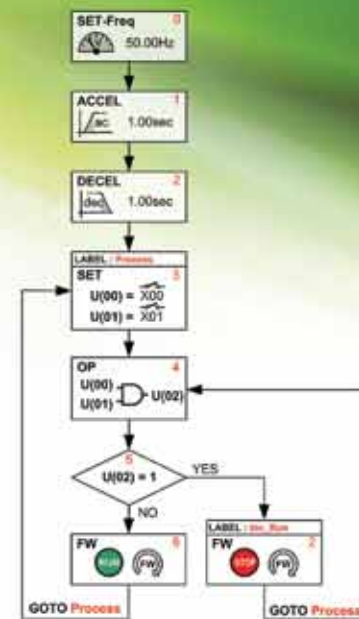 SET-Freq 0
50.00Hz
ACCEL 1
ac 1.00sec
DECEL 2
dec 1.00sec
LABEL : Process
SET 3
U(00) = X00
U(01) = X01
OP 4
U(00)
U(01) U(02)
5
U(02) = 1
YES
NO
FW 6
RUN FW
LABEL : Inv_Run
FW
STOP FW
GOTO Process
GOTO Process